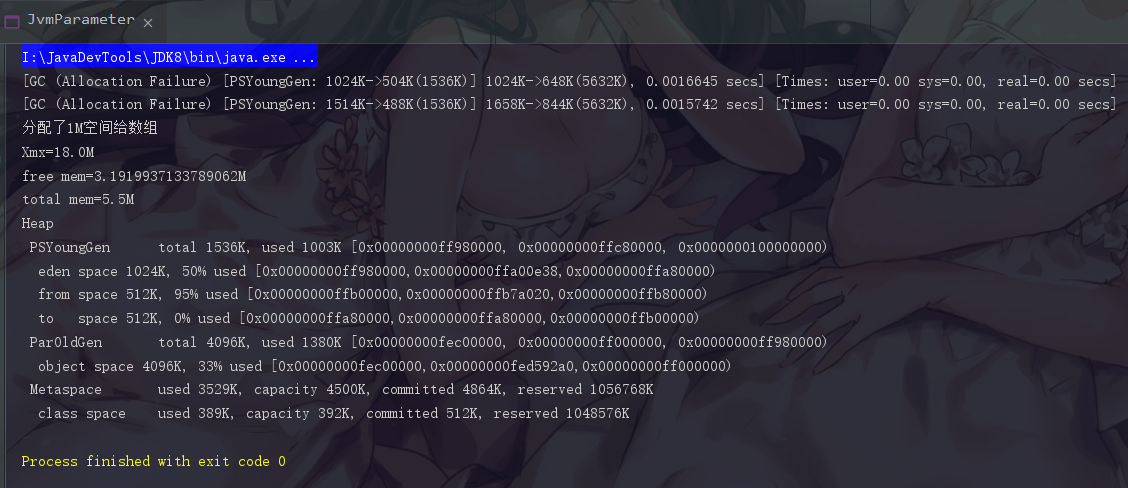 JvmParameter
I:\JavaDevTools\JDK8\bin\java.exe ...
[GC (Allocation Failure) [PSYoungGen: 1024K->504K(1536K)] 1024K->648K(5632K), 0.0016645 secs] [Times: user=0.00 sys=0.00, real=0.00 secs]
[GC (Allocation Failure) [PSYoungGen: 1514K->488K(1536K)] 1658K->844K(5632K), 0.0015742 secs] [Times: user=0.00 sys=0.00, real=0.00 secs]
分配了1M空间给数组
Xmx=18.0M
free mem=3.1919937133789062M
total mem=5.5M
Heap
PSYoungGen      total 1536K, used 1003K [0x00000000ff980000, 0x00000000ffc80000, 0x0000000100000000)
eden space 1024K, 50% used [0x00000000ff980000,0x00000000ffa00e38,0x00000000ffa80000)
from space 512K, 95% used [0x00000000ffb00000,0x00000000ffb7a020,0x00000000ffb80000)
to   space 512K, 0% used [0x00000000ffa80000,0x00000000ffa80000,0x00000000ffb00000)
ParOldGen       total 4096K, used 1380K [0x00000000fec00000, 0x00000000ff000000, 0x00000000ff980000)
object space 4096K, 33% used [0x00000000fec00000,0x00000000fed592a0,0x00000000ff000000)
Metaspace       used 3529K, capacity 4500K, committed 4864K, reserved 1056768K
class space    used 389K, capacity 392K, committed 512K, reserved 1048576K
Process finished with exit code 0